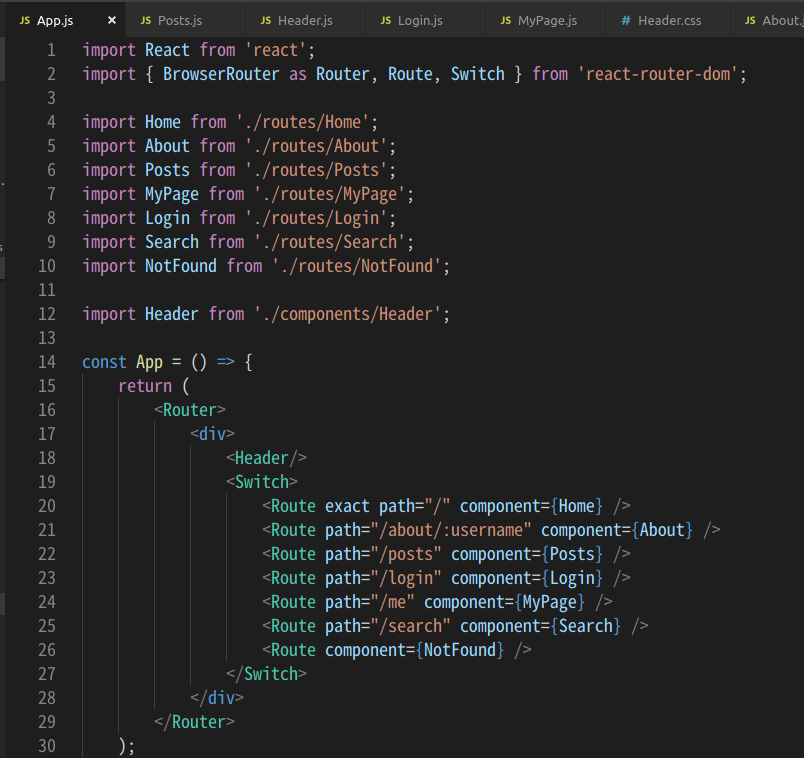 JS App.js × JS Posts.js JS Header.js JS Login.js JS MyPage.js # Header.css JS About.j
1 import React from 'react';
2 import { BrowserRouter as Router, Route, Switch } from 'react-router-dom';
3
4 import Home from './routes/Home';
5 import About from './routes/About';
6 import Posts from './routes/Posts';
7 import MyPage from './routes/MyPage';
8 import Login from './routes/Login';
9 import Search from './routes/Search';
10 import NotFound from './routes/NotFound';
11
12 import Header from './components/Header';
13
14 const App = () => {
15     return (
16         <Router>
17             <div>
18                 <Header/>
19                 <Switch>
20                     <Route exact path="/" component={Home} />
21                     <Route path="/about/:username" component={About} />
22                     <Route path="/posts" component={Posts} />
23                     <Route path="/login" component={Login} />
24                     <Route path="/me" component={MyPage} />
25                     <Route path="/search" component={Search} />
26                     <Route component={NotFound} />
27                 </Switch>
28             </div>
29         </Router>
30     );